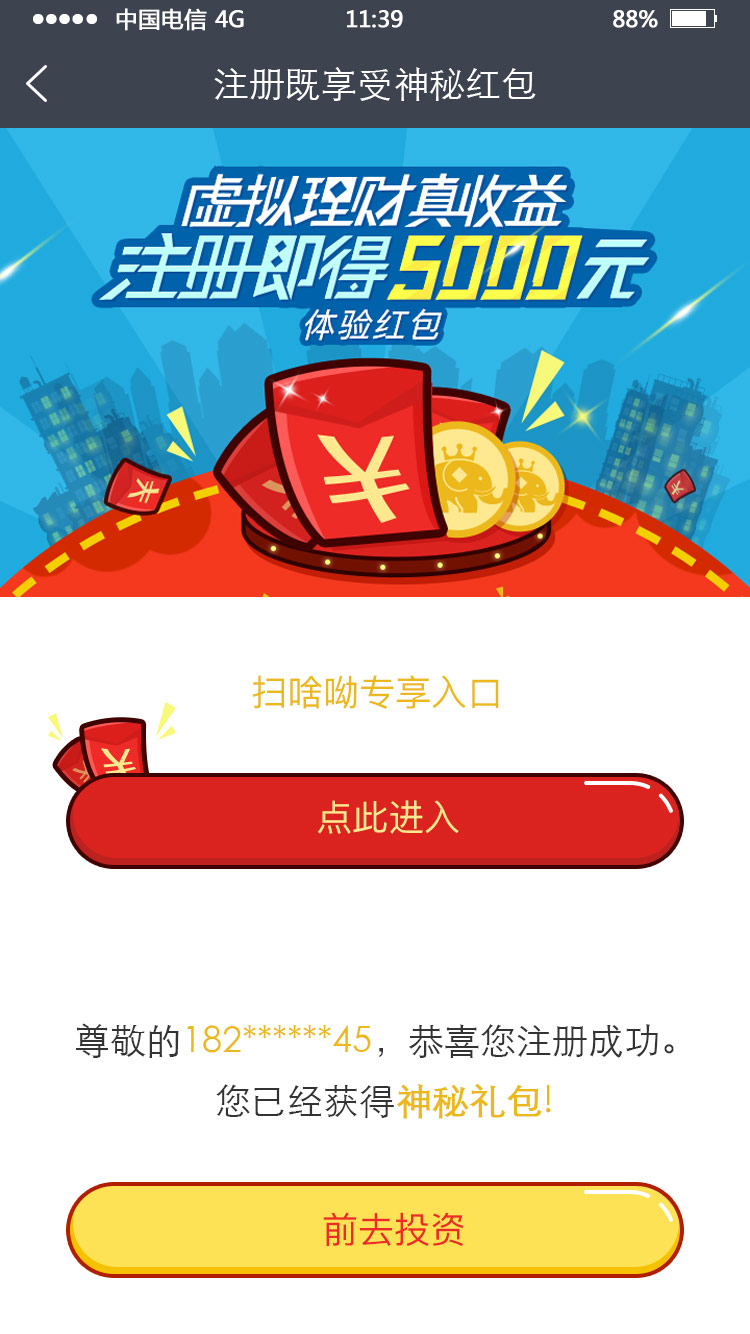 中国电信 4G 11:39 88%
注册既享受神秘红包
虚拟理财真收益
注册即得5000元
体验红包
扫啥呦专享入口
点此进入
尊敬的182******45，恭喜您注册成功。
您已经获得神秘礼包!
前去投资